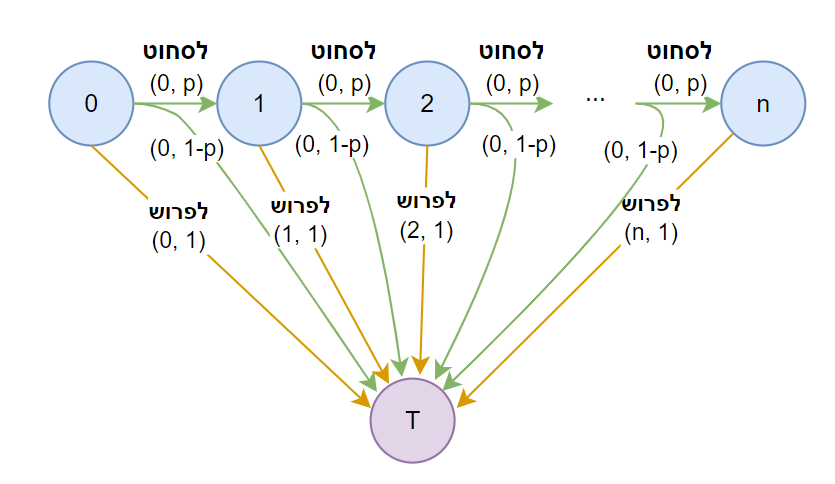 לסחוט
לסחוט
לסחוט
לסחוט
(0, p)
(0, p)
(0, p)
(0, p)
0
1
2
...
n
(0, 1-p)
(0, 1-p)
(0, 1-p)
(0, 1-p)
לפרוש
(0, 1)
לפרוש
(1, 1)
לפרוש
(2, 1)
לפרוש
(n, 1)
T